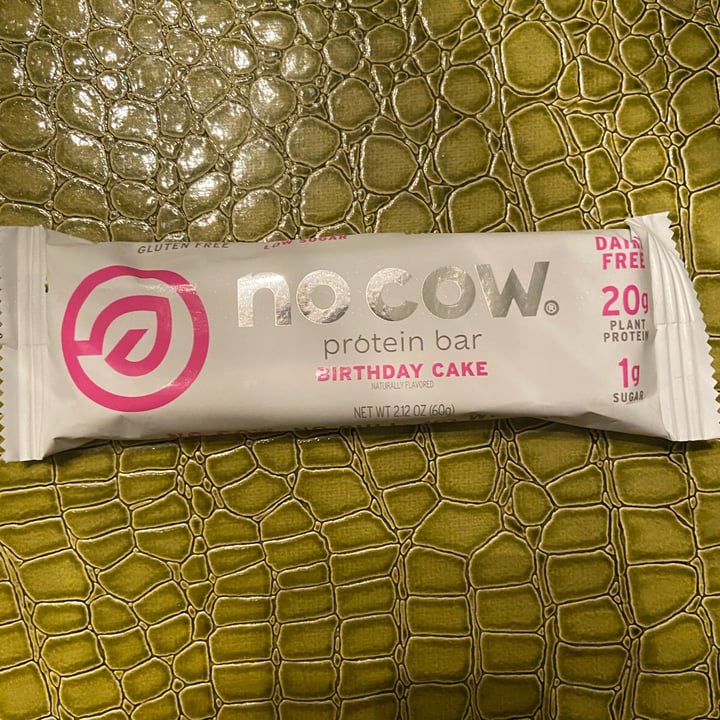 GLUTEN FREE LOW SUGAR
no cow®
protein bar
BIRTHDAY CAKE
NATURALLY FLAVORED
NET WT 2.12 OZ (60g)
DAIRY
FREE
20g
PLANT
PROTEIN
1g
SUGAR